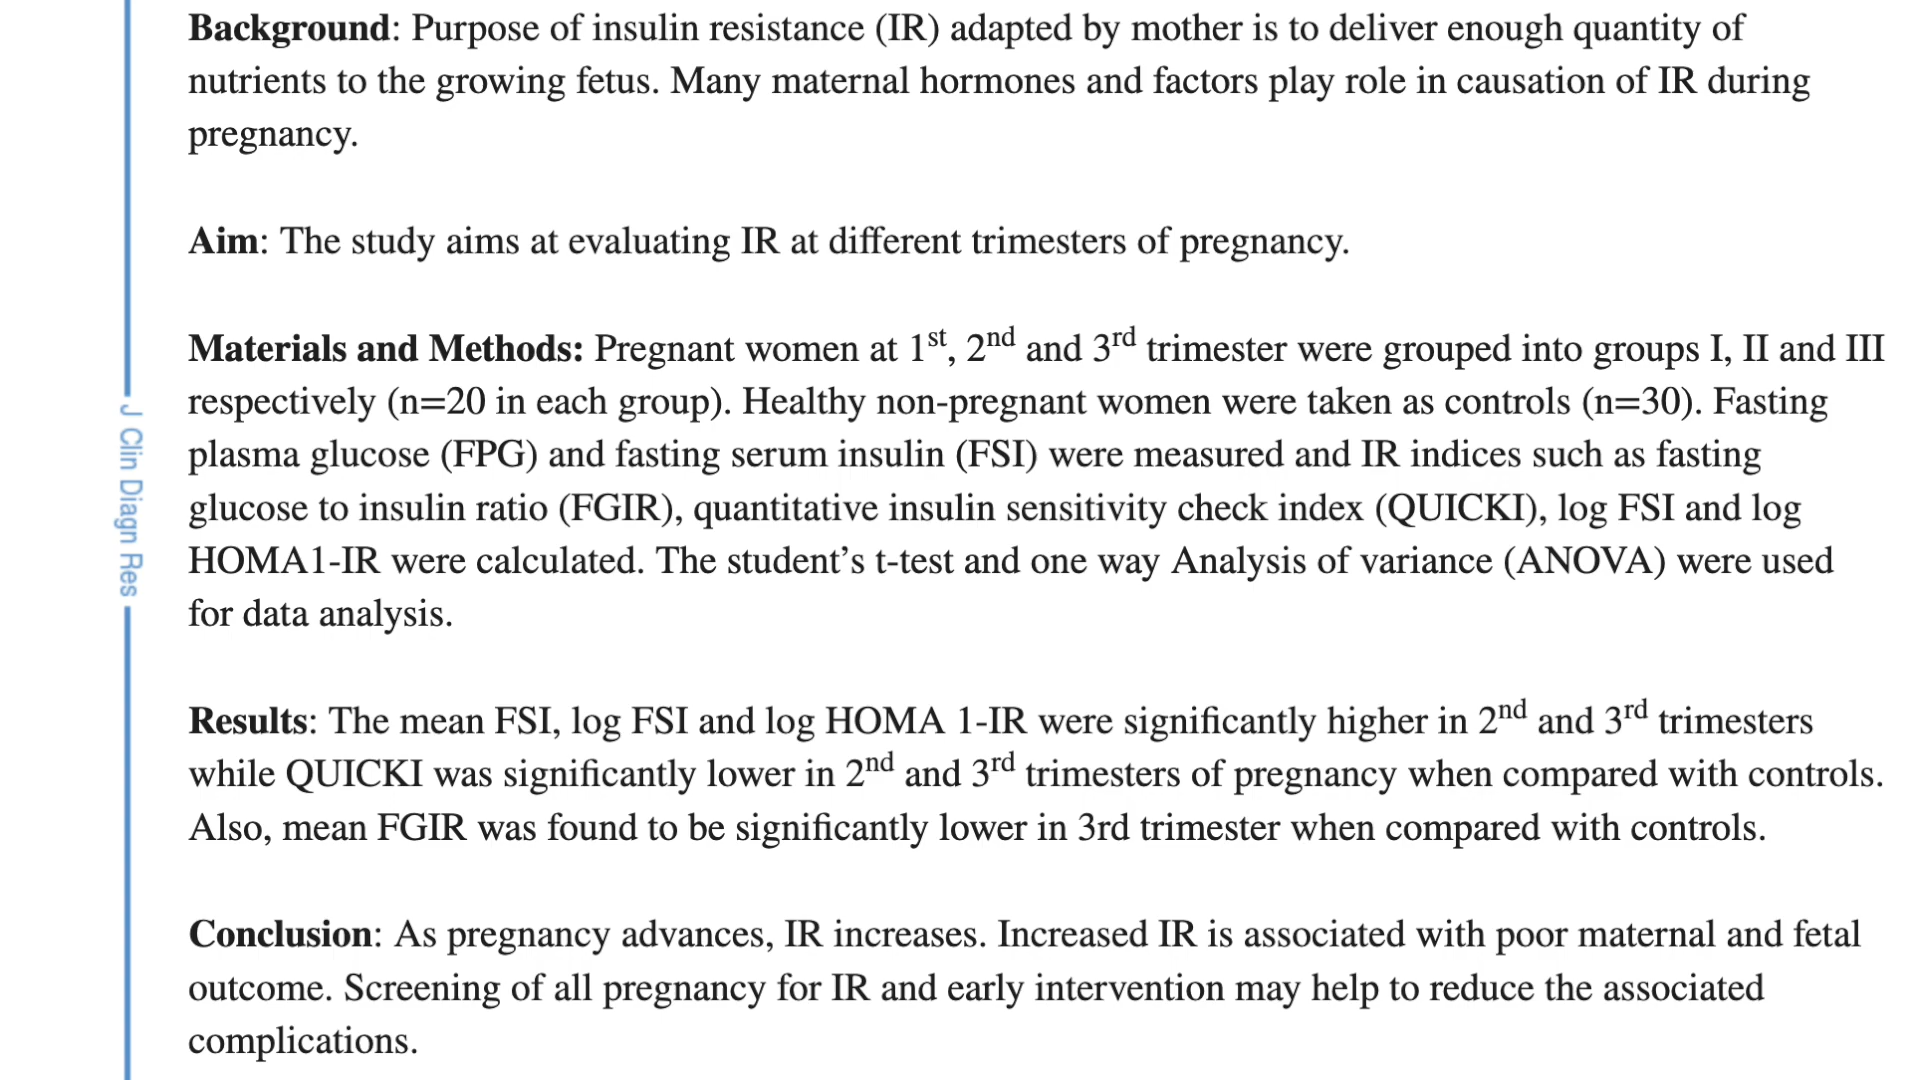 Background: Purpose of insulin resistance (IR) adapted by mother is to deliver enough quantity of
nutrients to the growing fetus. Many maternal hormones and factors play role in causation of IR during
pregnancy.
Aim: The study aims at evaluating IR at different trimesters of pregnancy.
Materials and Methods: Pregnant women at 1st, 2nd and 3rd trimester were grouped into groups I, II and III
respectively (n=20 in each group). Healthy non-pregnant women were taken as controls (n=30). Fasting
plasma glucose (FPG) and fasting serum insulin (FSI) were measured and IR indices such as fasting
glucose to insulin ratio (FGIR), quantitative insulin sensitivity check index (QUICKI), log FSI and log
HOMA1-IR were calculated. The student’s t-test and one way Analysis of variance (ANOVA) were used
for data analysis.
Results: The mean FSI, log FSI and log HOMA 1-IR were significantly higher in 2nd and 3rd trimesters
while QUICKI was significantly lower in 2nd and 3rd trimesters of pregnancy when compared with controls.
Also, mean FGIR was found to be significantly lower in 3rd trimester when compared with controls.
Conclusion: As pregnancy advances, IR increases. Increased IR is associated with poor maternal and fetal
outcome. Screening of all pregnancy for IR and early intervention may help to reduce the associated
complications.
J Clin Diagn Res